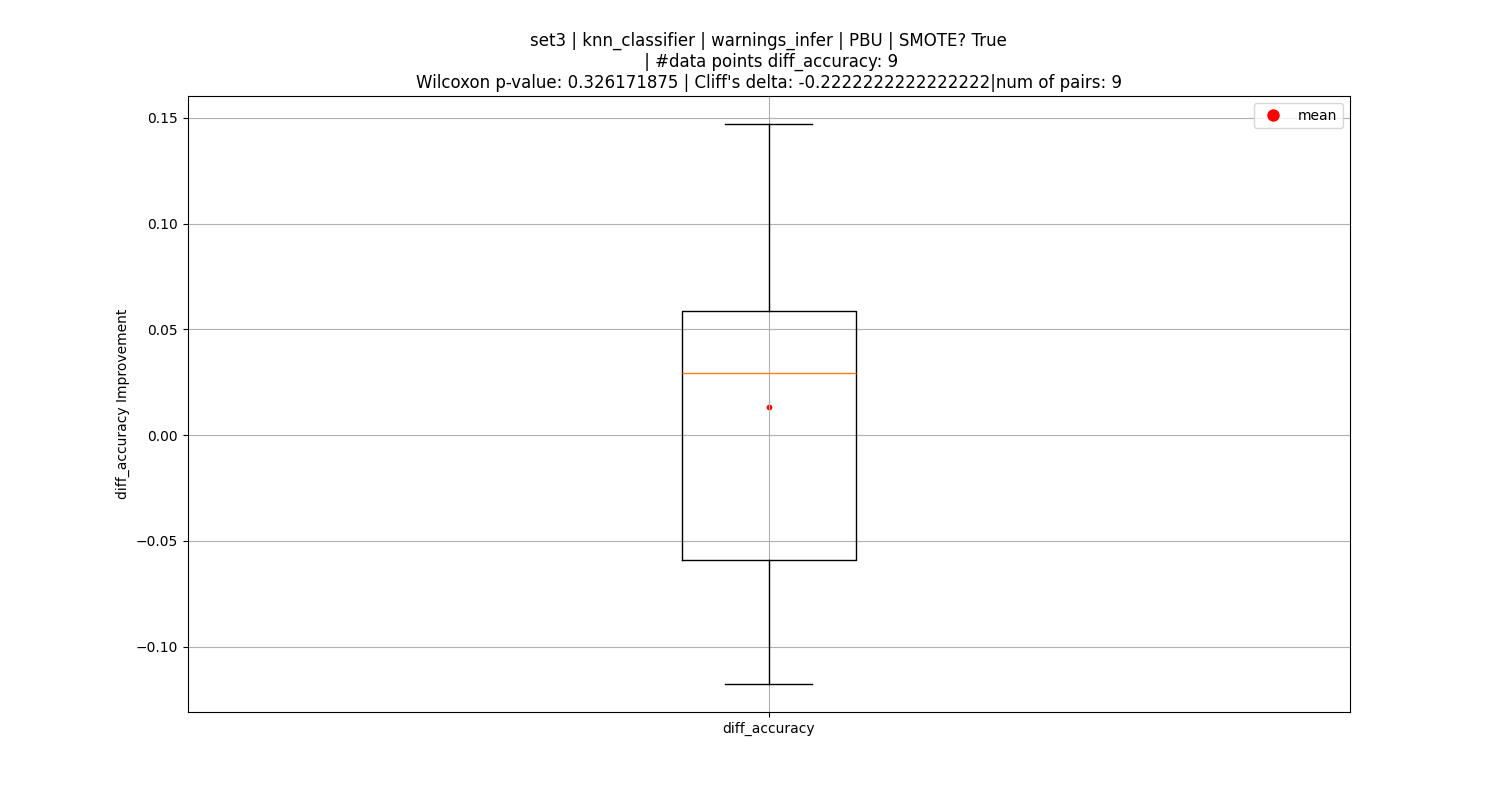 set3 | knn_classifier | warnings_infer | PBU | SMOTE? True
| #data points diff_accuracy: 9
Wilcoxon p-value: 0.326171875 | Cliff's delta: -0.2222222222222222|num of pairs: 9
mean
0.15
0.10
0.05
0.00
−0.05
−0.10
diff_accuracy Improvement
diff_accuracy